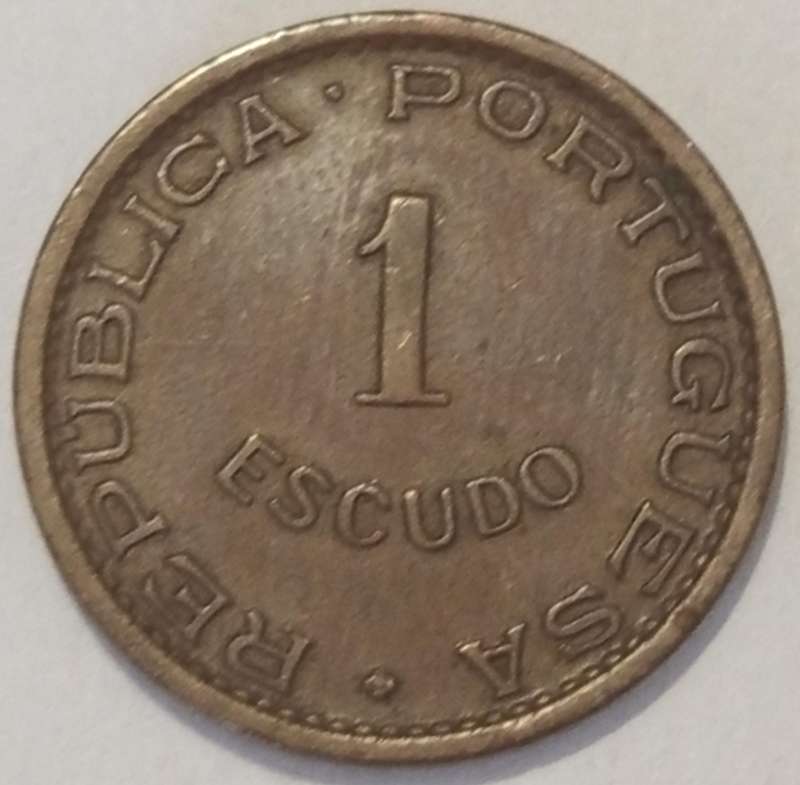 REPUBLICA · PORTUGUESA ·
1
ESCUDO